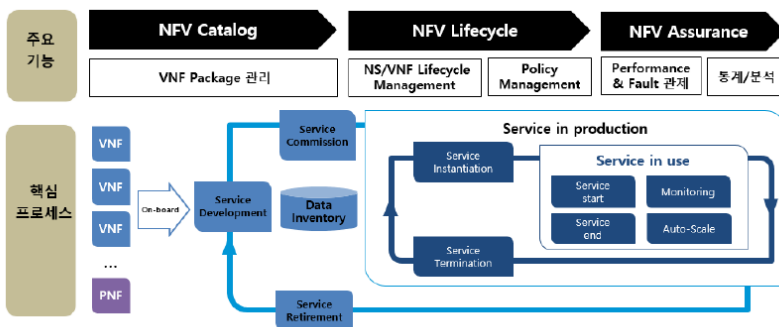 주요
기능
NFV Catalog
NFV Lifecycle
NFV Assurance
VNF Package 관리
NS/VNF Lifecycle
Management
Policy
Management
Performance
& Fault 관제
통계/분석
핵심
프로세스
VNF
VNF
VNF
...
PNF
On-board
Service
Development
Service
Commission
Data
Inventory
Service
Retirement
Service in production
Service
Instantiation
Service
Termination
Service in use
Service
start
Monitoring
Service
end
Auto-Scale